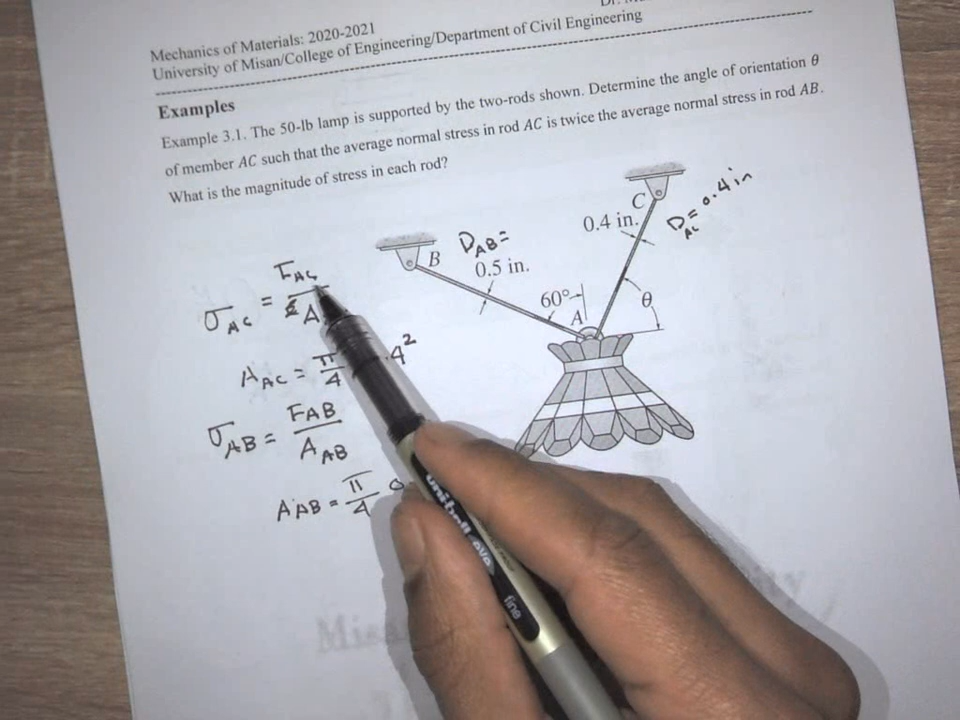 Mechanics of Materials: 2020-2021
University of Misan/College of Engineering/Department of Civil Engineering
Examples
Example 3.1. The 50-lb lamp is supported by the two-rods shown. Determine the angle of orientation θ
of member AC such that the average normal stress in rod AC is twice the average normal stress in rod AB.
What is the magnitude of stress in each rod?
C
0.4 in.
D_AC = 0.4 in
B
D_AB =
0.5 in.
60°
A
θ
σ_AC = F_AC / A
A_AC = π/4 .4²
σ_AB = F_AB / A_AB
A_AB = π/4 0
uni-ball eye
fine